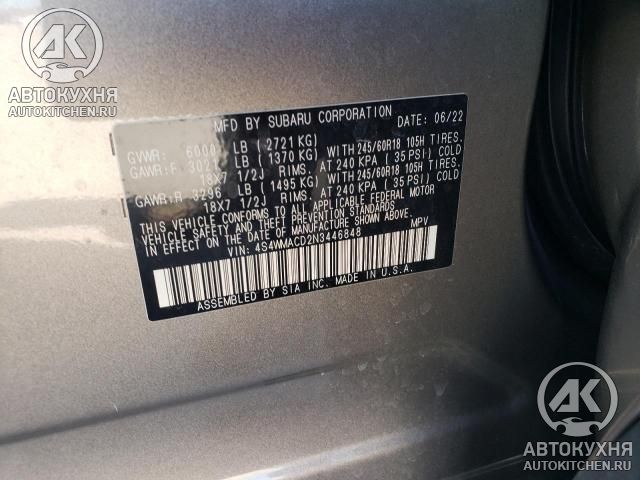 АВТОКУХНЯ
AUTOKITCHEN.RU
MFD BY SUBARU CORPORATION DATE: 06/22
GVWR: 6000 LB ( 2721 KG)
GAWR:F 3021 LB ( 1370 KG) WITH 245/60R18 105H TIRES.
18X7 1/2J RIMS. AT 240 KPA ( 35 PSI) COLD
GAWR:R 3296 LB ( 1495 KG) WITH 245/60R18 105H TIRES.
18X7 1/2J RIMS. AT 240 KPA ( 35 PSI) COLD
THIS VEHICLE CONFORMS TO ALL APPLICABLE FEDERAL MOTOR
VEHICLE SAFETY AND THEFT PREVENTION STANDARDS
IN EFFECT ON THE DATE OF MANUFACTURE SHOWN ABOVE.
VIN: 4S4WMACD2N3446848 MPV
ASSEMBLED BY SIA INC. MADE IN U.S.A.
АК
АВТОКУХНЯ
AUTOKITCHEN.RU